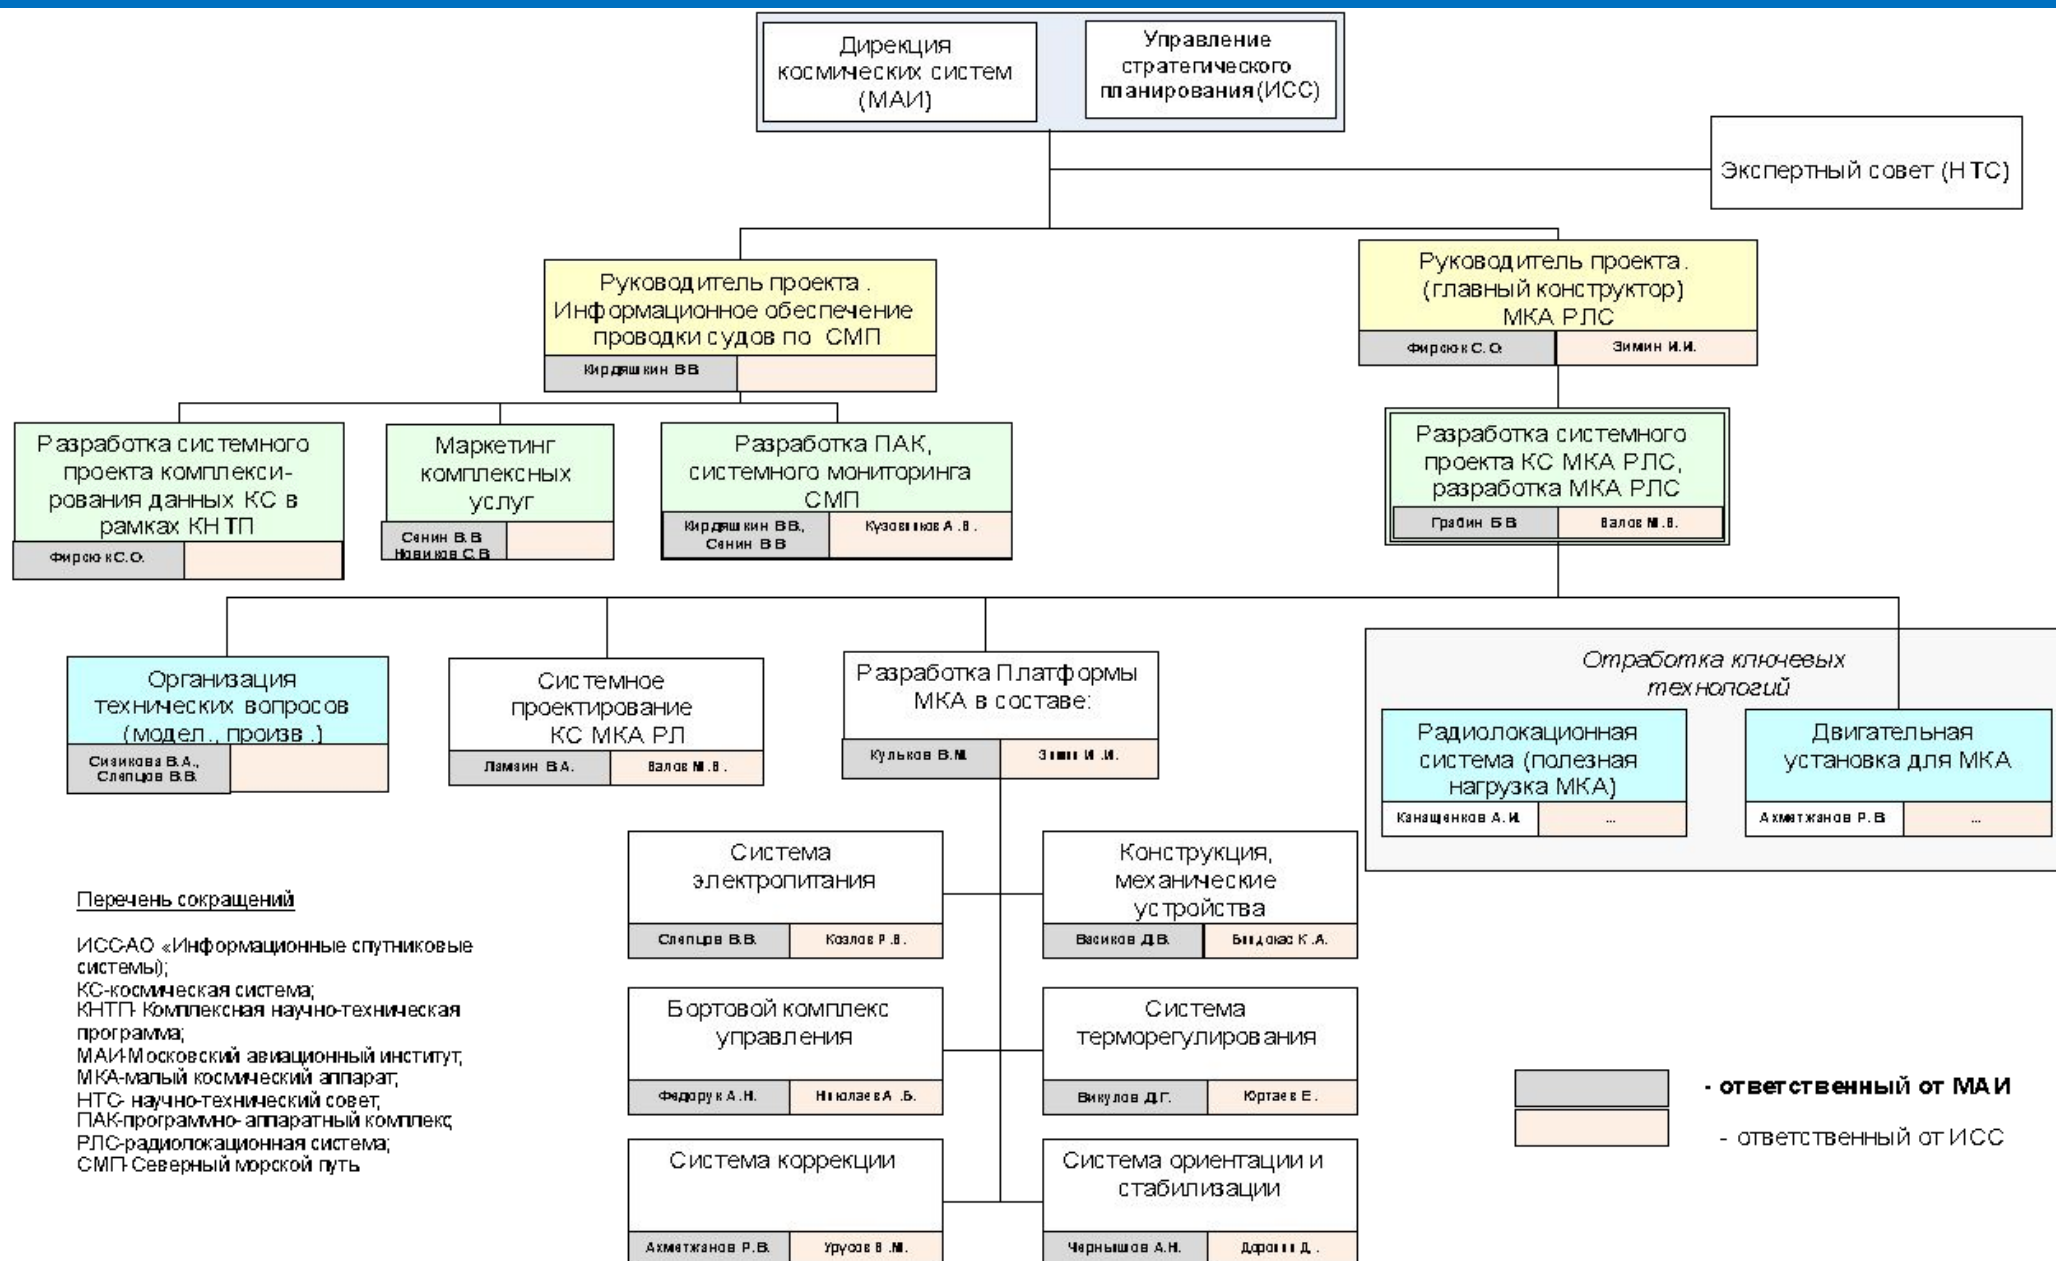 Дирекция
космических систем
(МАИ)
Управление
стратегического
планирования(ИСС)
Экспертный совет (НТС)
Руководитель проекта .
Информационное обеспечение
проводки судов по СМП
Кирдяшкин В.В.
Руководитель проекта .
(главный конструктор)
МКА РЛС
Фирсюк С.О.
Зимин И.И.
Разработка системного
проекта комплекси-
рования данных КС в
рамках КНТП
Фирсюк С.О.
Маркетинг
комплексных
услуг
Сенин В.В.
Новиков С.В.
Разработка ПАК,
системного мониторинга
СМП
Кирдяшкин В.В.,
Сенин В.В.
Кузовников А.В.
Разработка системного
проекта КС МКА РЛС,
разработка МКА РЛС
Грабин Б.В.
Валов М.В.
Организация
технических вопросов
(модел., произв.)
Сизикова В.А.,
Слепцов В.В.
Системное
проектирование
КС МКА РЛ
Ламзин В.А.
Валов М.В.
Разработка Платформы
МКА в составе:
Кульков В.М.
Зимин И.И.
Отработка ключевых
технологий
Радиолокационная
система (полезная
нагрузка МКА)
Канащенков А.И.
...
Двигательная
установка для МКА
Ахметжанов Р.В.
...
Система
электропитания
Слепцов В.В.
Козлов Р.В.
Конструкция,
механические
устройства
Васиков Д.В.
К.А.
Бортовой комплекс
управления
Федорук А.Н.
Николаев А.Б.
Система
терморегулирования
Викулов Д.Г.
Юртаев Е.
Система коррекции
Ахметжанов Р.В.
Урусов В.М.
Система ориентации и
стабилизации
Чернышов А.Н.
Д.
Перечень сокращений
ИСС-АО «Информационные спутниковые
системы);
КС-космическая система;
КНТП- Комплексная научно-техническая
программа;
МАИ-Московский авиационный институт;
МКА-малый космический аппарат;
НТС- научно-технический совет;
ПАК-программно-аппаратный комплекс;
РЛС-радиолокационная система;
СМП-Северный морской путь
- ответственный от МАИ
- ответственный от ИСС